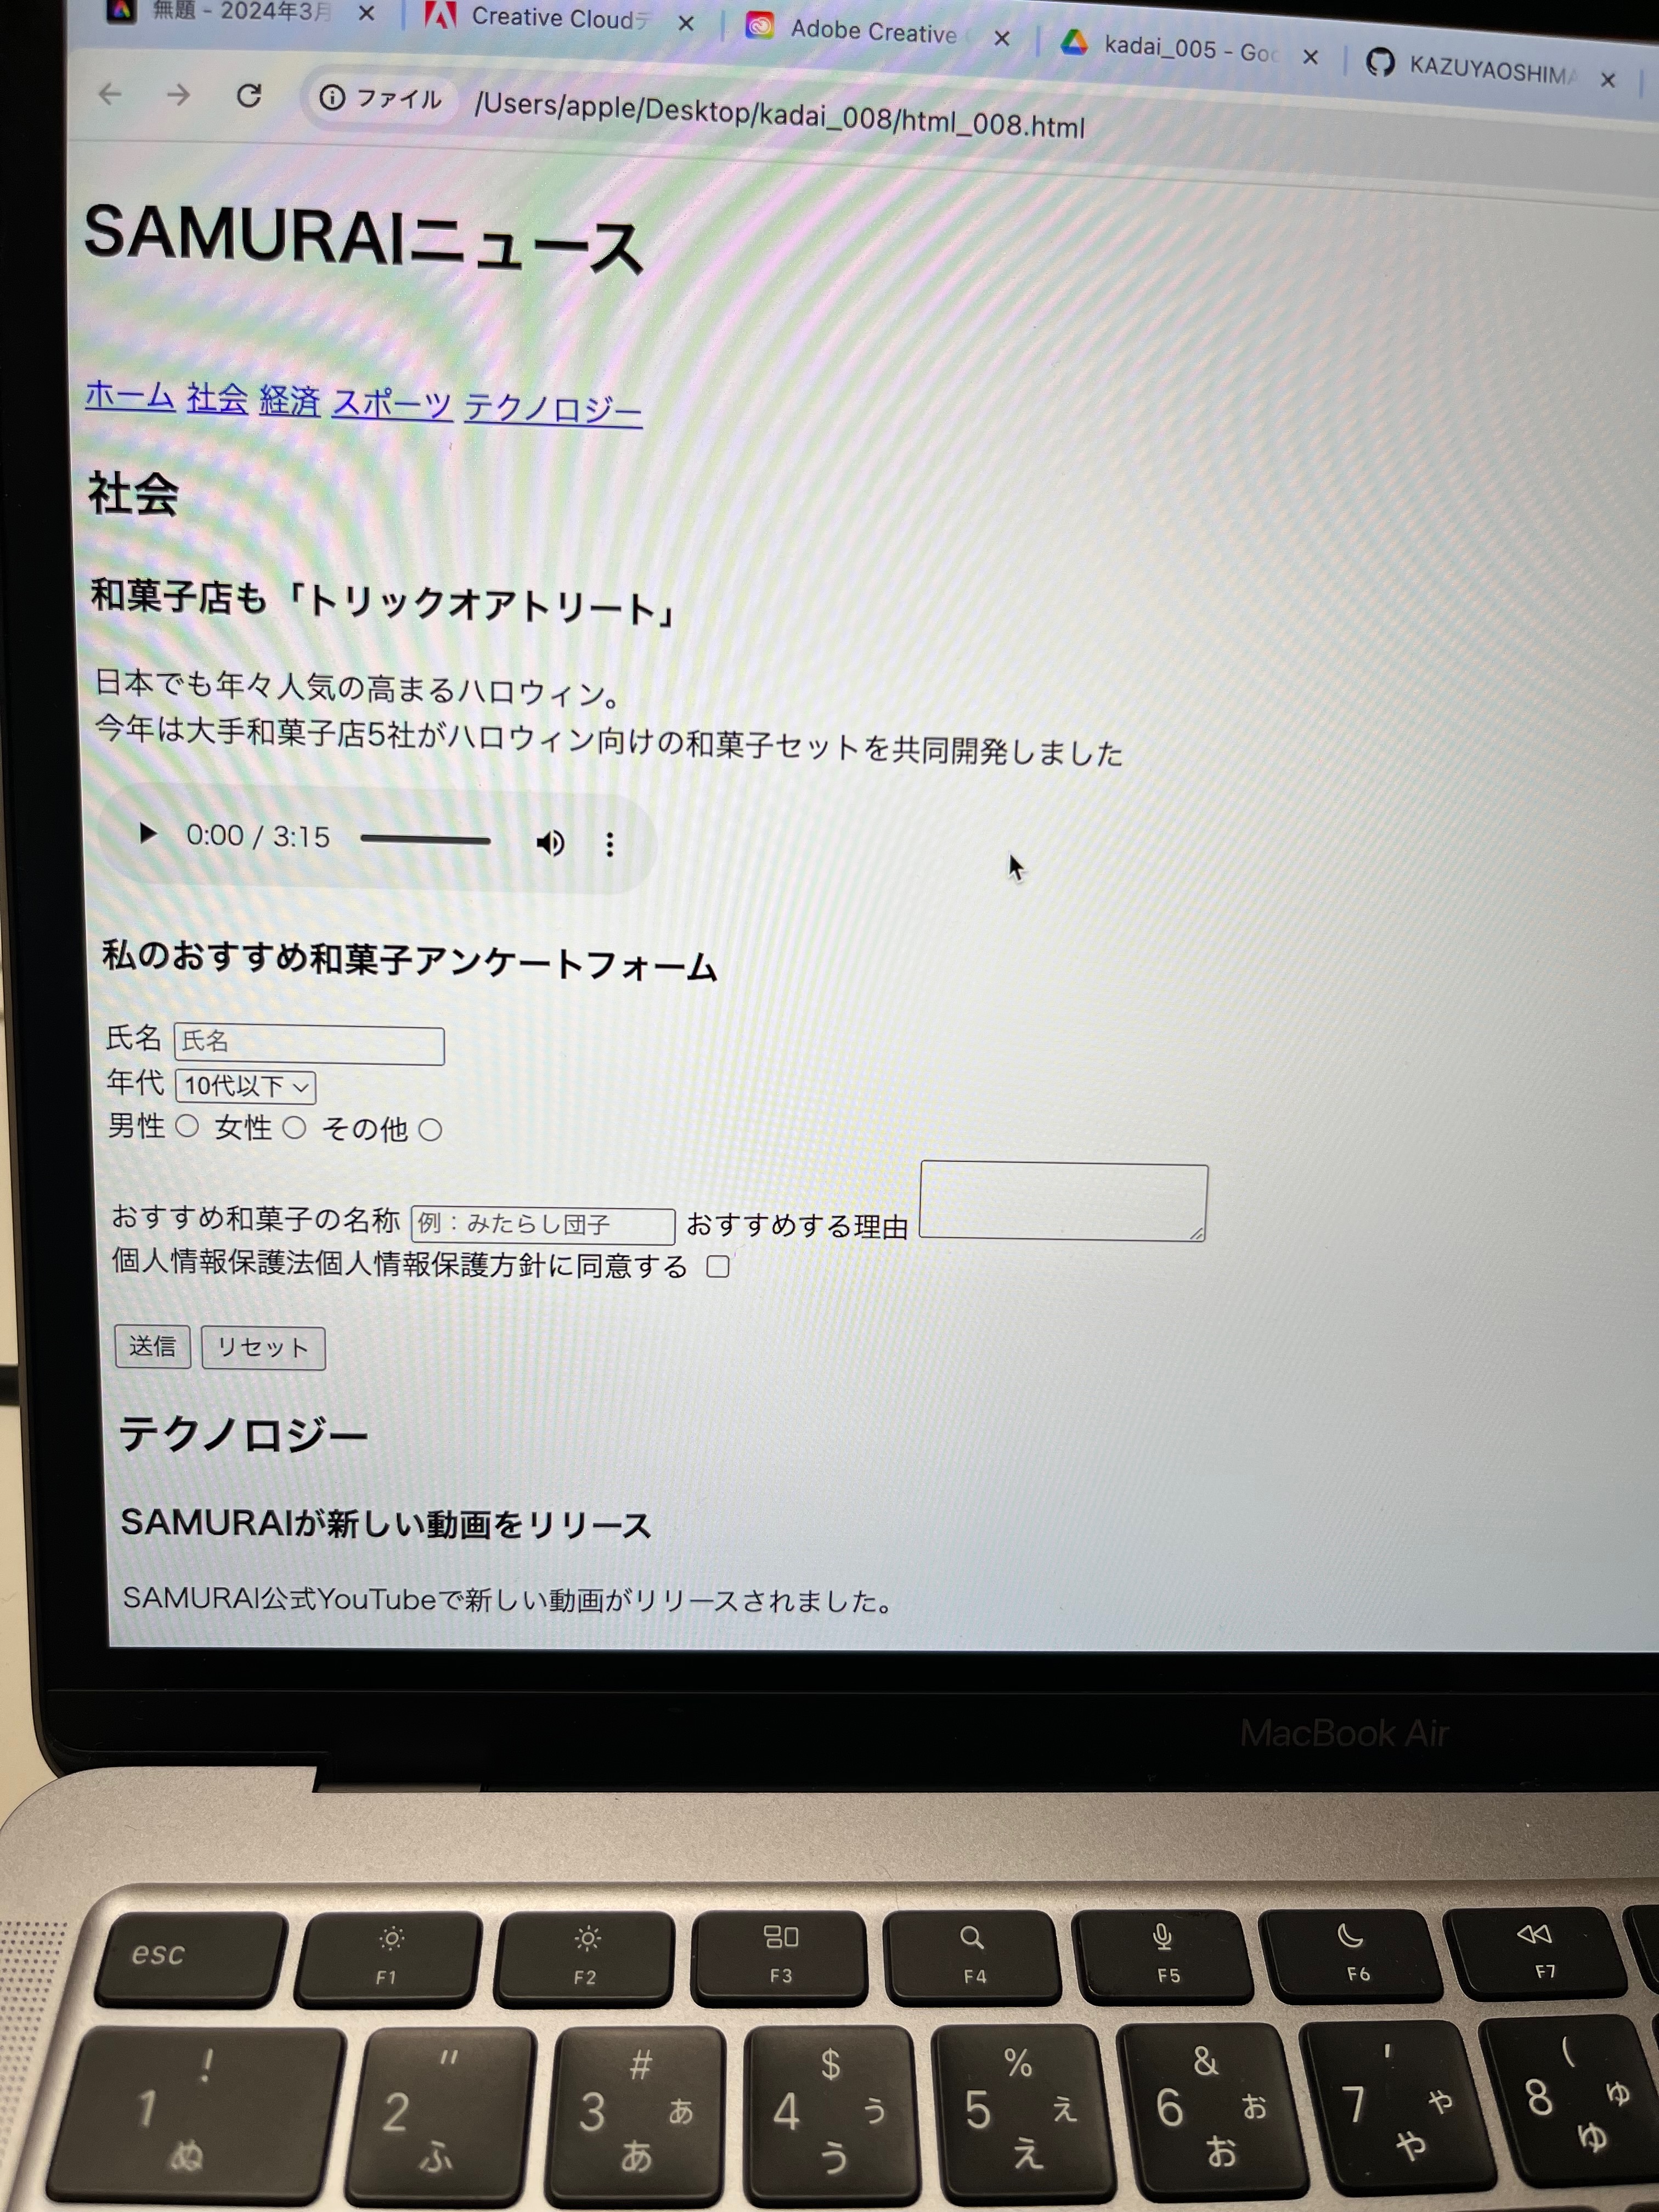 無題 - 2024年3月
Creative Cloudデ
Adobe Creative
kadai_005 - Goo
KAZUYAOSHIMA
ファイル /Users/apple/Desktop/kadai_008/html_008.html
SAMURAIニュース
ホーム 社会 経済 スポーツ テクノロジー
社会
和菓子店も「トリックオアトリート」
日本でも年々人気の高まるハロウィン。
今年は大手和菓子店5社がハロウィン向けの和菓子セットを共同開発しました
0:00 / 3:15
私のおすすめ和菓子アンケートフォーム
氏名 氏名
年代 10代以下
男性 女性 その他
おすすめ和菓子の名称 例：みたらし団子 おすすめする理由
個人情報保護法個人情報保護方針に同意する
送信 リセット
テクノロジー
SAMURAIが新しい動画をリリース
SAMURAI公式YouTubeで新しい動画がリリースされました。
MacBook Air
esc F1 F2 F3 F4 F5 F6 F7
! " # $ % & ' (
1 2 3 あ 4 ぅ 5 ぇ 6 ぉ 7 ゃ 8 ゅ
ぬ ふ あ う え お や ゆ